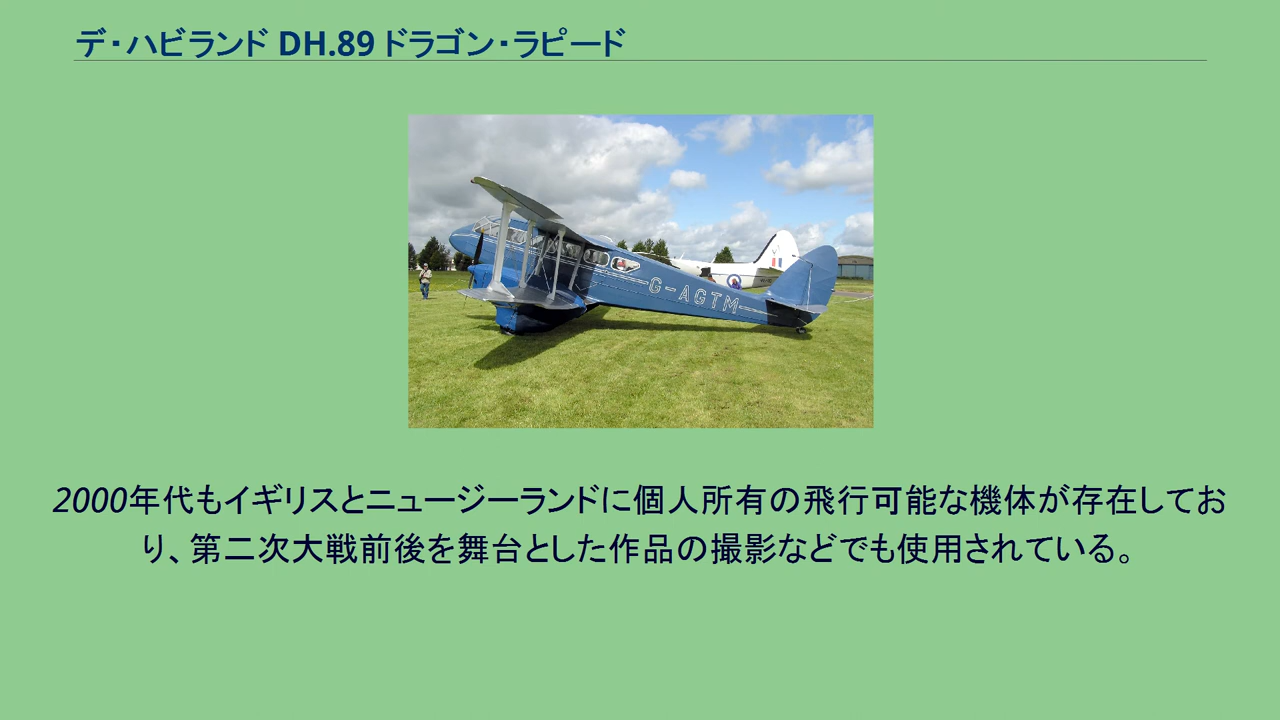 デ・ハビランド DH.89 ドラゴン・ラピード
G-AGTM
2000年代もイギリスとニュージーランドに個人所有の飛行可能な機体が存在してお
り、第二次大戦前後を舞台とした作品の撮影などでも使用されている。